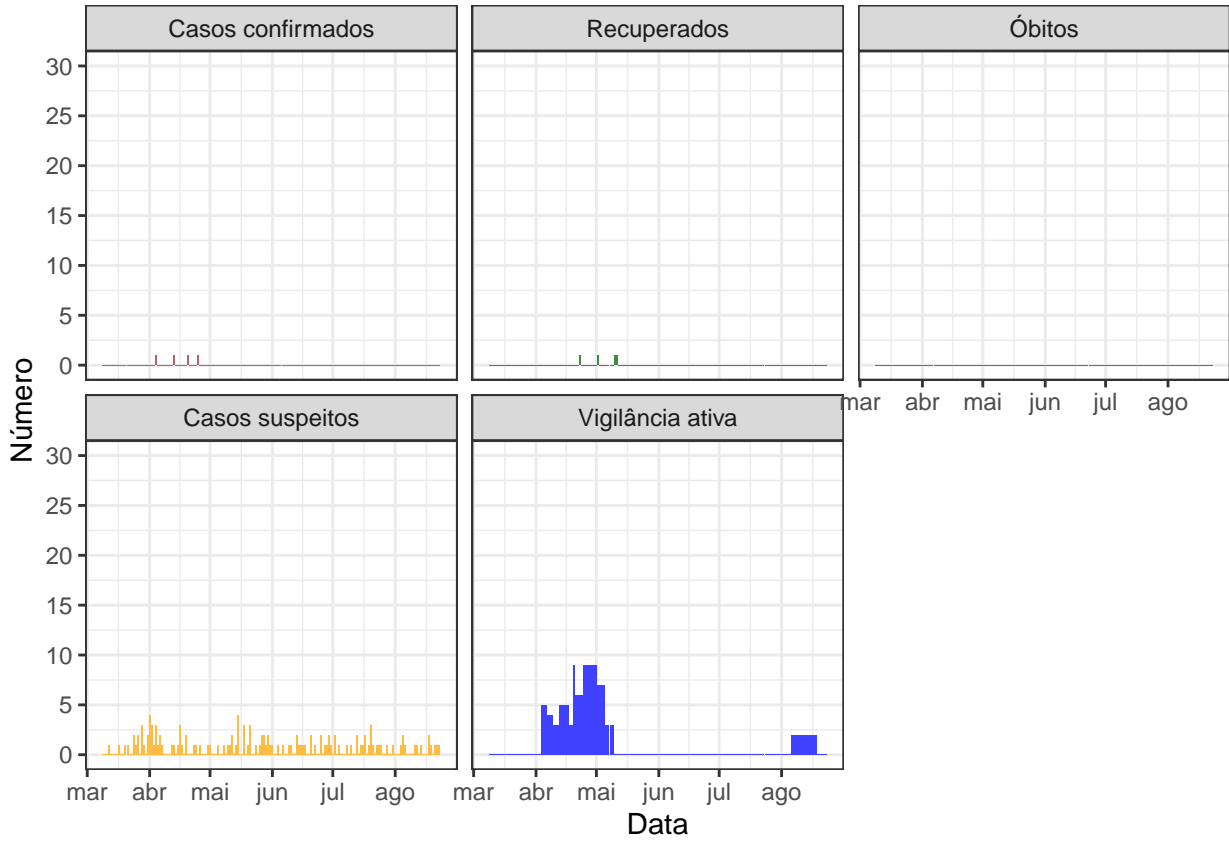 Casos confirmados
Recuperados
Óbitos
30
25
20
15
10
5
0
mar abr mai jun jul ago
Número
Casos suspeitos
Vigilância ativa
30
25
20
15
10
5
0
mar abr mai jun jul ago
mar abr mai jun jul ago
Data